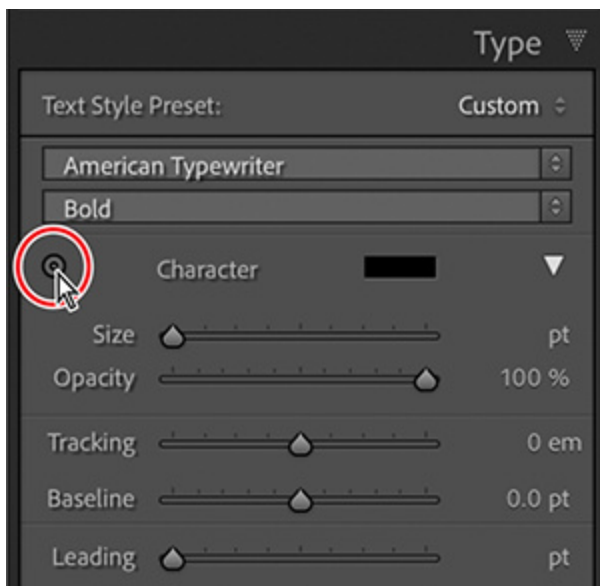 Type
Text Style Preset: Custom
American Typewriter
Bold
Character
Size pt
Opacity 100 %
Tracking 0 em
Baseline 0.0 pt
Leading pt